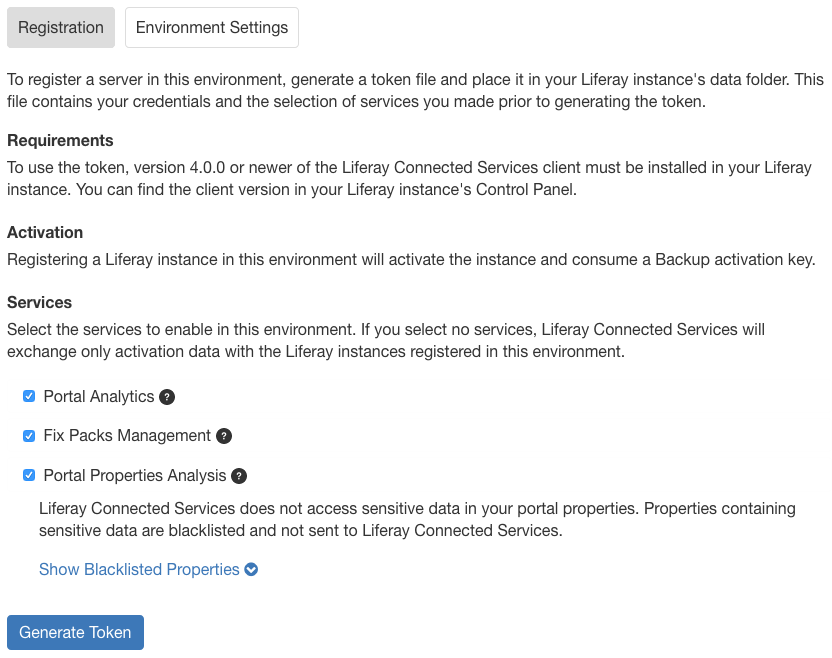 Registration
Environment Settings
To register a server in this environment, generate a token file and place it in your Liferay instance's data folder. This
file contains your credentials and the selection of services you made prior to generating the token.
Requirements
To use the token, version 4.0.0 or newer of the Liferay Connected Services client must be installed in your Liferay
instance. You can find the client version in your Liferay instance's Control Panel.
Activation
Registering a Liferay instance in this environment will activate the instance and consume a Backup activation key.
Services
Select the services to enable in this environment. If you select no services, Liferay Connected Services will
exchange only activation data with the Liferay instances registered in this environment.
Portal Analytics ?
Fix Packs Management ?
Portal Properties Analysis ?
Liferay Connected Services does not access sensitive data in your portal properties. Properties containing
sensitive data are blacklisted and not sent to Liferay Connected Services.
Show Blacklisted Properties
Generate Token